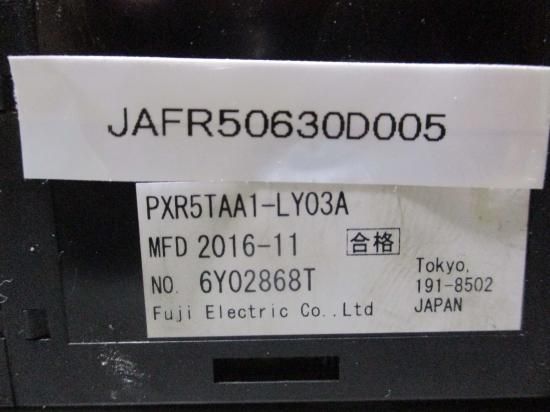 JAFR50630D005
PXR5TAA1-LY03A
MFD 2016-11 合格
NO. 6Y02868T
Tokyo,
191-8502
JAPAN
Fuji Electric Co.,Ltd